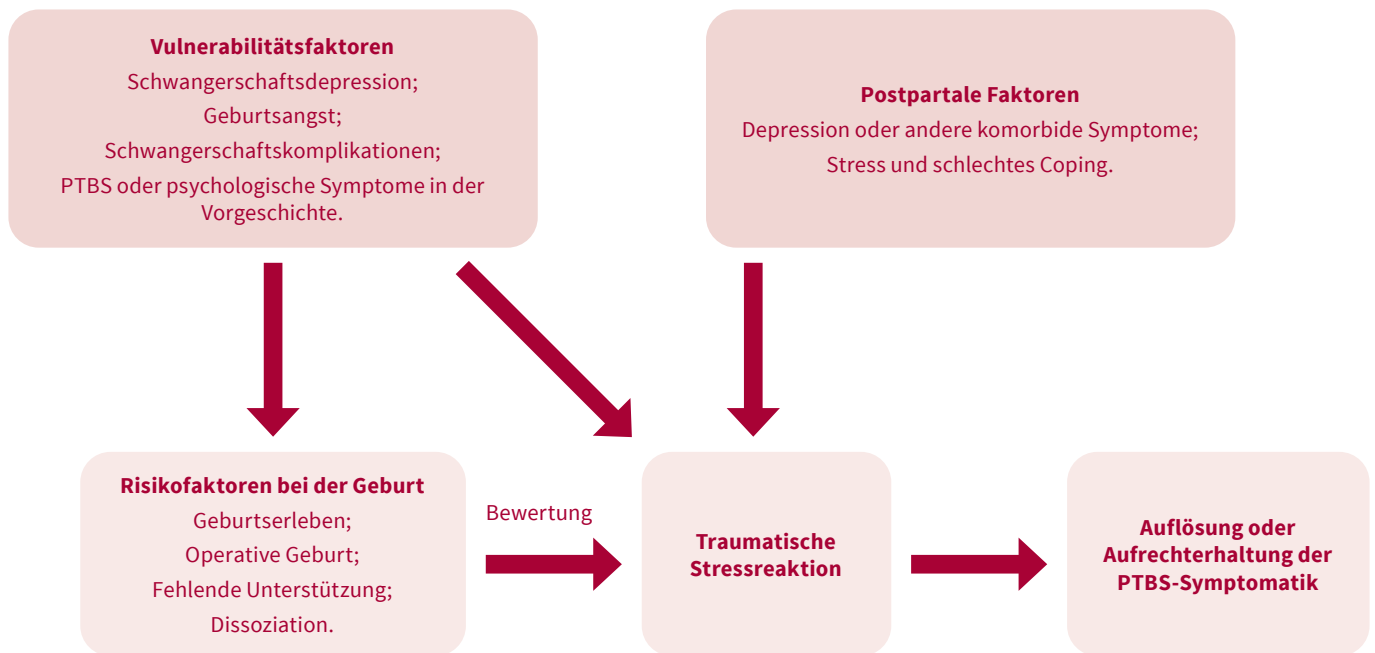 Vulnerabilitätsfaktoren
Schwangerschaftsdepression;
Geburtsangst;
Schwangerschaftskomplikationen;
PTBS oder psychologische Symptome in der
Vorgeschichte.
Postpartale Faktoren
Depression oder andere komorbide Symptome;
Stress und schlechtes Coping.
Risikofaktoren bei der Geburt
Geburtserleben;
Operative Geburt;
Fehlende Unterstützung;
Dissoziation.
Bewertung
Traumatische
Stressreaktion
Auflösung oder
Aufrechterhaltung der
PTBS-Symptomatik